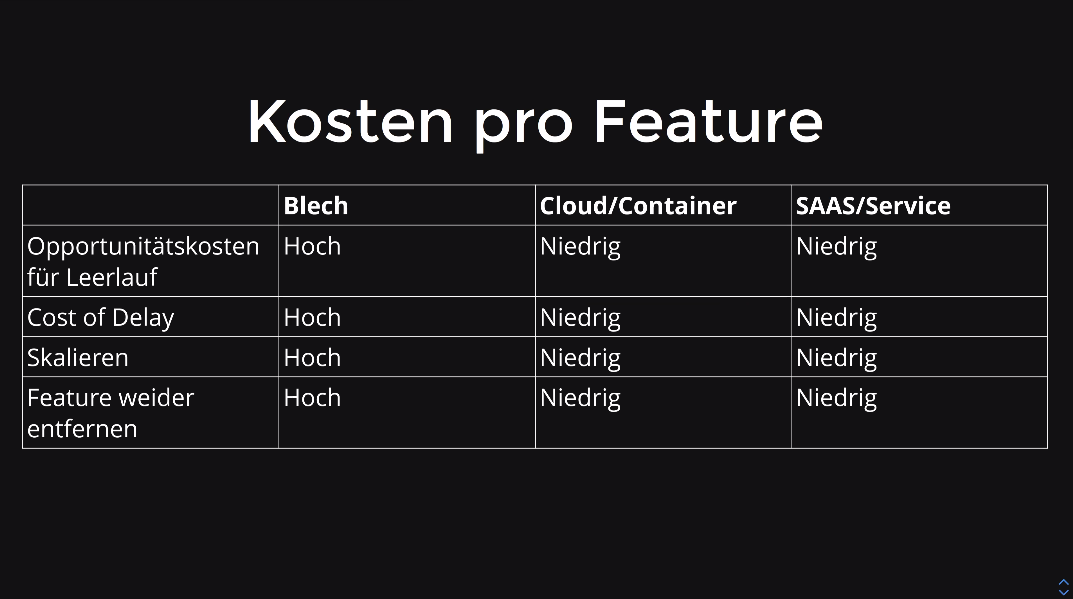 Kosten pro Feature
Blech Cloud/Container SAAS/Service
Opportunitätskosten Hoch Niedrig Niedrig
für Leerlauf
Cost of Delay Hoch Niedrig Niedrig
Skalieren Hoch Niedrig Niedrig
Feature weider Hoch Niedrig Niedrig
entfernen